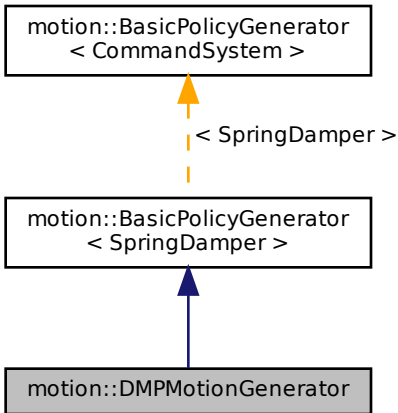 motion::BasicPolicyGenerator
< CommandSystem >
< SpringDamper >
motion::BasicPolicyGenerator
< SpringDamper >
motion::DMPMotionGenerator